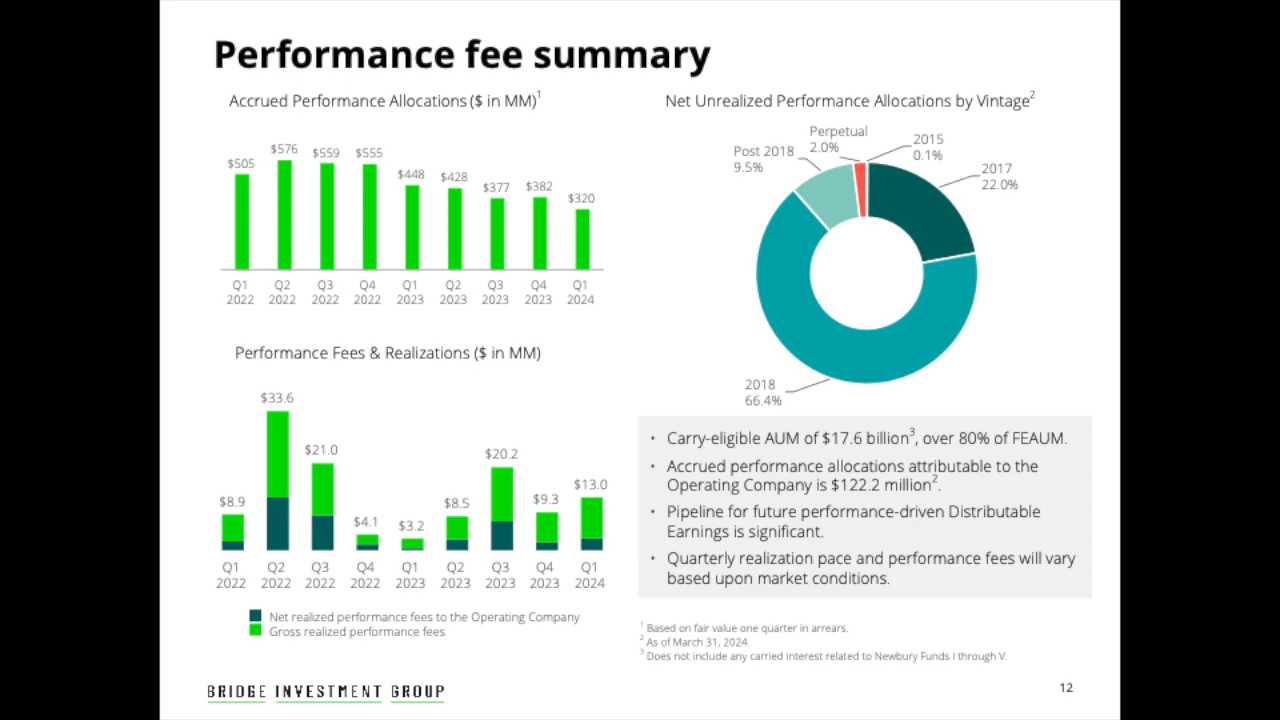 Performance fee summary
Accrued Performance Allocations ($ in MM)1
$505
$576
$559
$555
$448
$428
$377
$382
$320
Q1 Q2 Q3 Q4 Q1 Q2 Q3 Q4 Q1
2022 2022 2022 2022 2023 2023 2023 2023 2024
Performance Fees & Realizations ($ in MM)
$8.9
$33.6
$21.0
$4.1
$3.2
$8.5
$20.2
$9.3
$13.0
Q1 Q2 Q3 Q4 Q1 Q2 Q3 Q4 Q1
2022 2022 2022 2022 2023 2023 2023 2023 2024
Net realized performance fees to the Operating Company
Gross realized performance fees
Net Unrealized Performance Allocations by Vintage2
Post 2018
9.5%
Perpetual
2.0%
2015
0.1%
2017
22.0%
2018
66.4%
• Carry-eligible AUM of $17.6 billion3, over 80% of FEAUM.
• Accrued performance allocations attributable to the
Operating Company is $122.2 million2.
• Pipeline for future performance-driven Distributable
Earnings is significant.
• Quarterly realization pace and performance fees will vary
based upon market conditions.
1 Based on fair value one quarter in arrears.
2 As of March 31, 2024.
3 Does not include any carried interest related to Newbury Funds I through V.
BRIDGE INVESTMENT GROUP
12